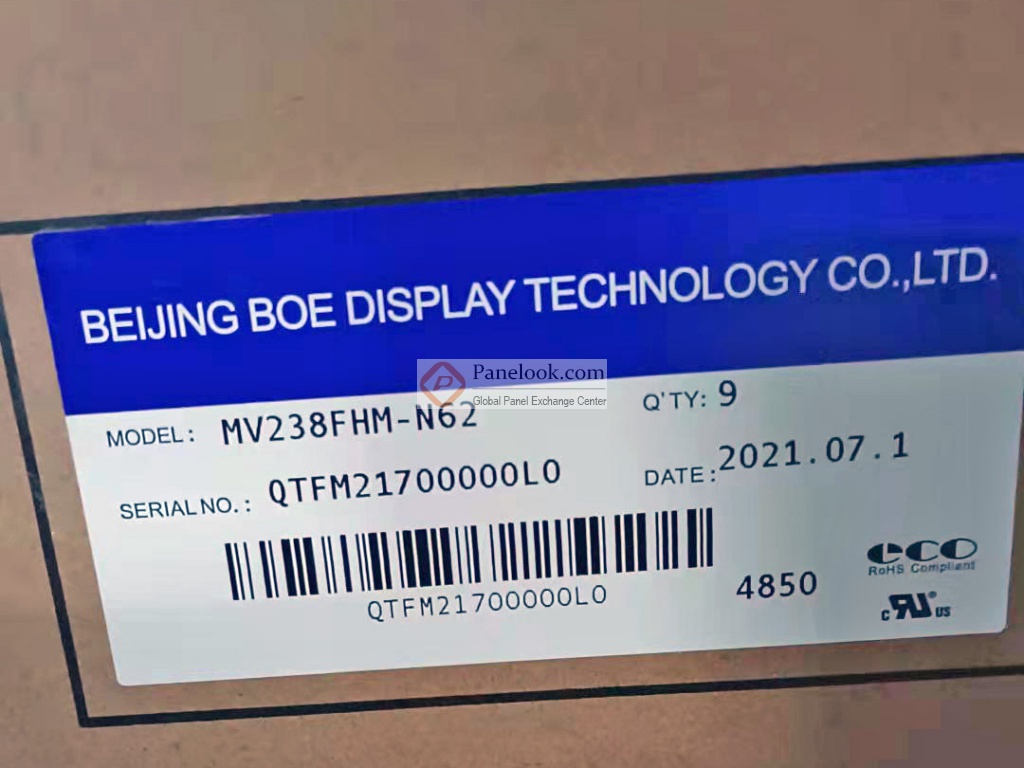 BEIJING BOE DISPLAY TECHNOLOGY CO.,LTD.
Panelook.com
Global Panel Exchange Center
MODEL: MV238FHM-N62
Q'TY: 9
SERIAL NO.: QTFM21700000L0
DATE: 2021.07.1
QTFM21700000L0
4850
eco
RoHS Compliant
c RU® US